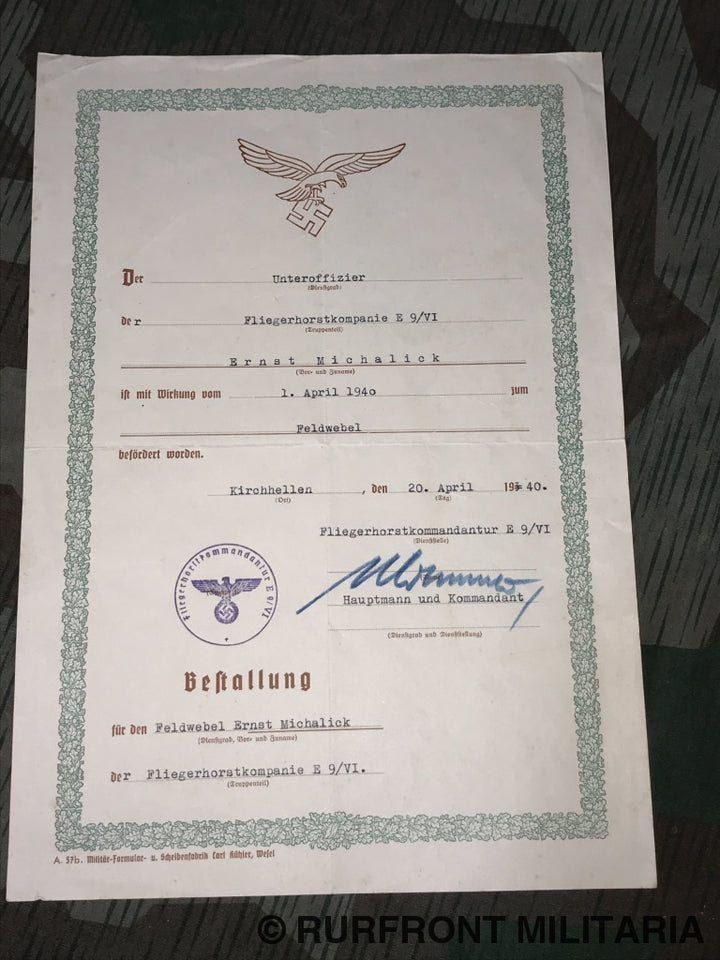 Der Unteroffizier
(Dienstgrad)
der Fliegerhorstkompanie E 9/VI
(Truppenteil)
Ernst Michalick
(Vor- und Zuname)
ist mit Wirkung vom 1. April 1940 zum
Feldwebel
befördert worden.
Kirchhellen, den 20. April 1940.
(Ort) (Tag)
Fliegerhorstkommandantur E 9/VI
(Dienststelle)
Hauptmann und Kommandant
(Dienstgrad und Dienststellung)
Fliegerhorstkommandantur E 9/VI
Bestallung
für den Feldwebel Ernst Michalick
(Dienstgrad, Vor- und Zuname)
der Fliegerhorstkompanie E 9/VI.
(Truppenteil)
A. 37b. Militär-Formular- u. Scheibenfabrik Carl Kühler, Wesel
© RURFRONT MILITARIA